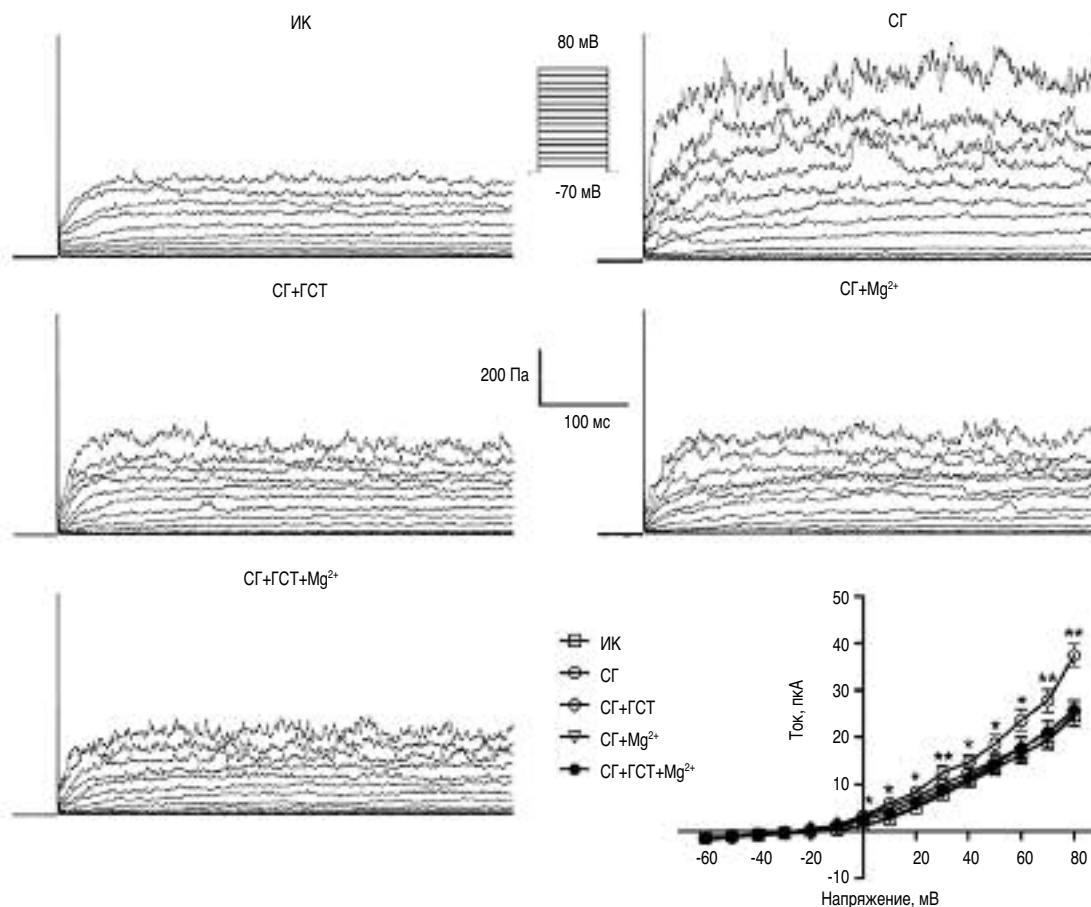 ИК
80 мВ
-70 мВ
СГ
СГ+ГСТ
СГ+Mg²⁺
200 Па
100 мс
СГ+ГСТ+Mg²⁺
ИК
СГ
СГ+ГСТ
СГ+Mg²⁺
СГ+ГСТ+Mg²⁺
Ток, пкА
50
40
30
20
10
-10
-60
-40
-20
20
40
60
80
Напряжение, мВ